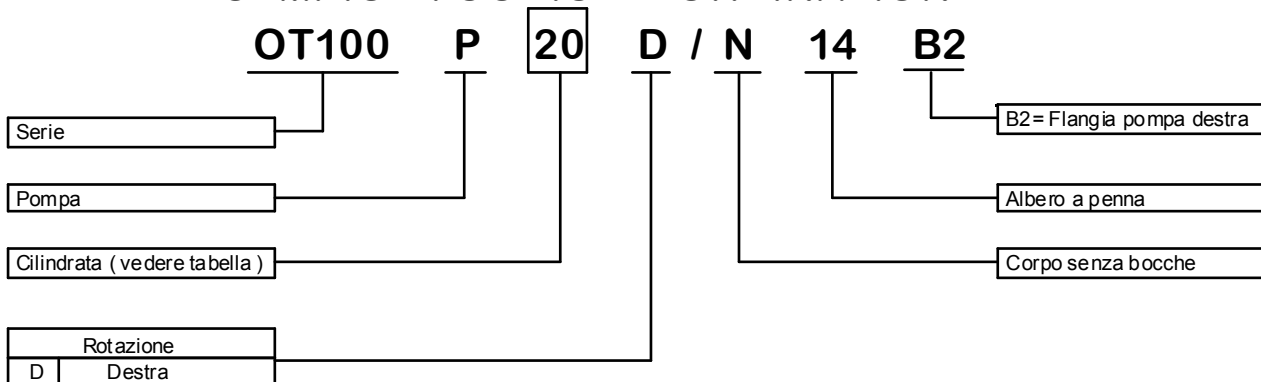 OT100 P 20 D / N 14 B2
Serie
B2= Flangia pompa destra
Pompa
Albero a penna
Cilindrata ( vedere tabella )
Corpo senza bocche
Rotazione
D Destra